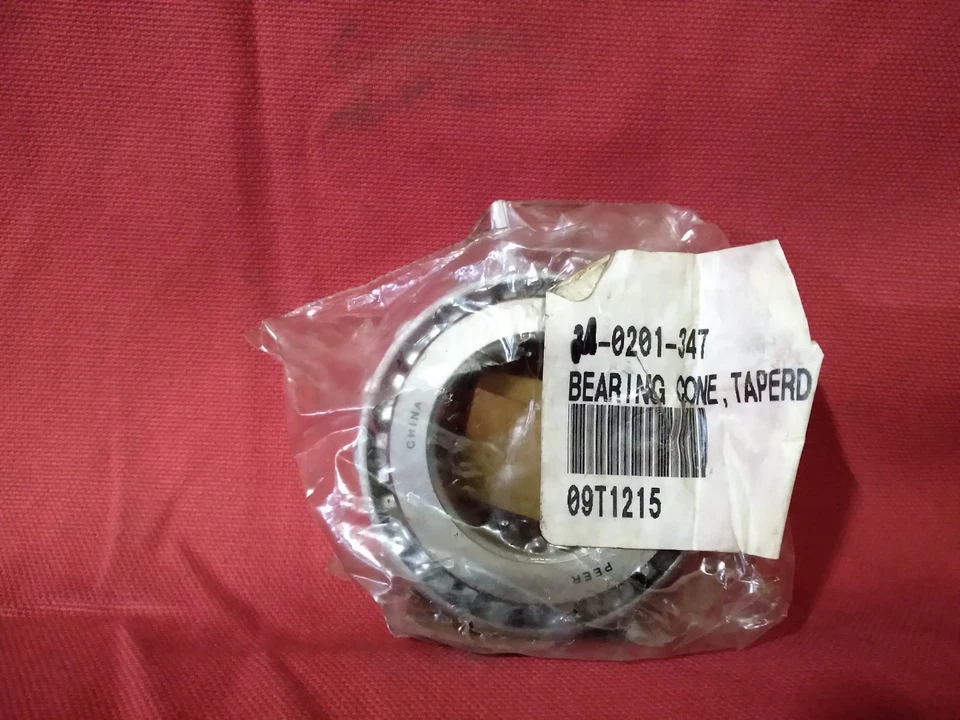 -0201-347
BEARING CONE,TAPERD
09T1215
CHINA
PEER